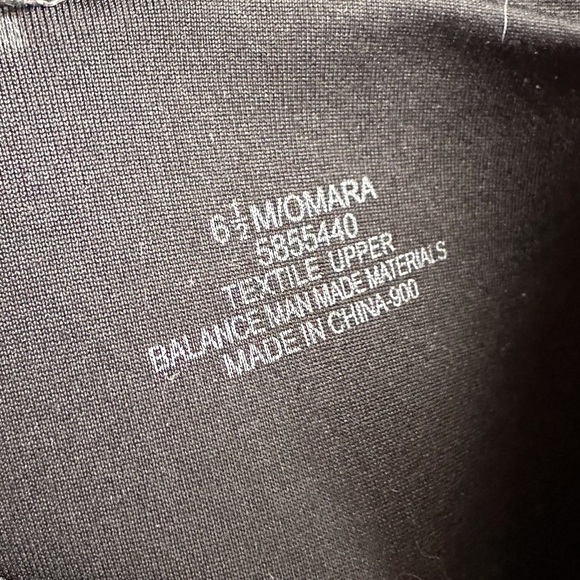 6 1/2 M/OMARA
5855440
TEXTILE UPPER
BALANCE MAN MADE MATERIALS
MADE IN CHINA-900